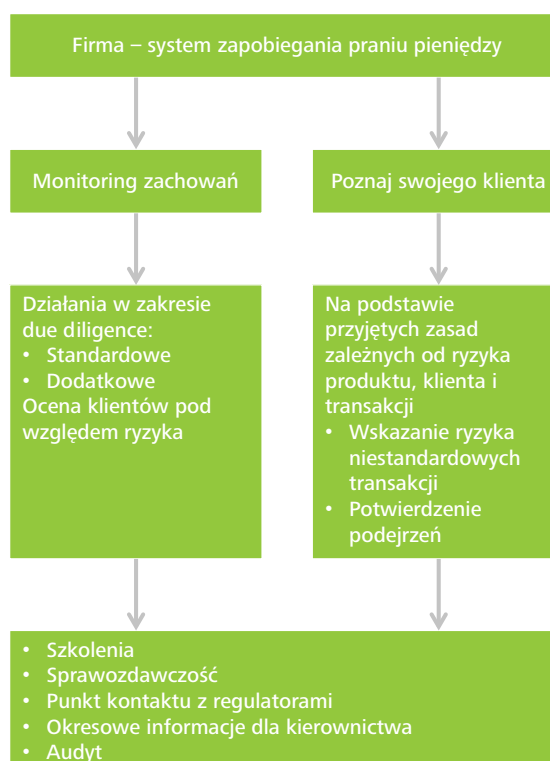 Firma – system zapobiegania praniu pieniędzy
Monitoring zachowań
Poznaj swojego klienta
Działania w zakresie
due diligence:
• Standardowe
• Dodatkowe
Ocena klientów pod
względem ryzyka
Na podstawie
przyjętych zasad
zależnych od ryzyka
produktu, klienta i
transakcji
• Wskazanie ryzyka
niestandardowych
transakcji
• Potwierdzenie
podejrzeń
• Szkolenia
• Sprawozdawczość
• Punkt kontaktu z regulatorami
• Okresowe informacje dla kierownictwa
• Audyt